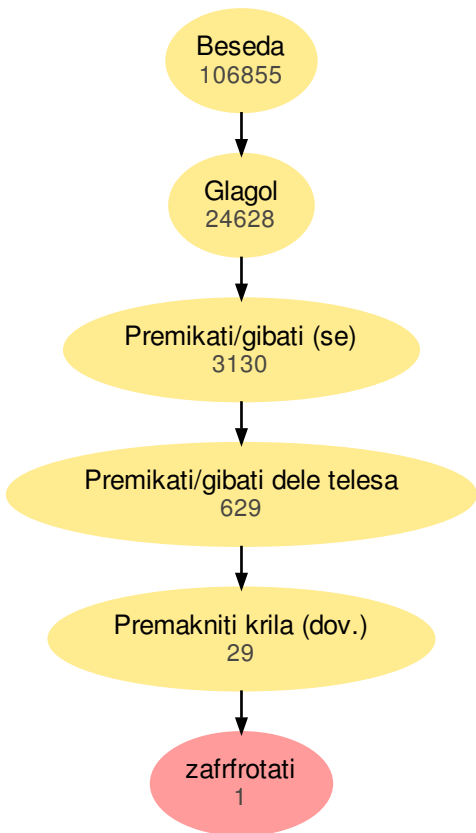 Beseda
106855
Glagol
24628
Premikati/gibati (se)
3130
Premikati/gibati dele telesa
629
Premakniti krila (dov.)
29
zafrfrotati
1